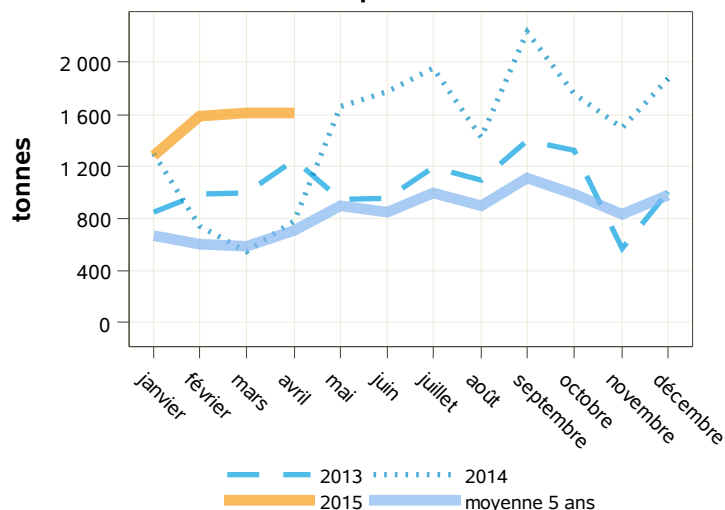 tonnes
2 000
1 600
1 200
800
400
0
janvier
février
mars
avril
mai
juin
juillet
août
septembre
octobre
novembre
décembre
2013
2014
2015
moyenne 5 ans